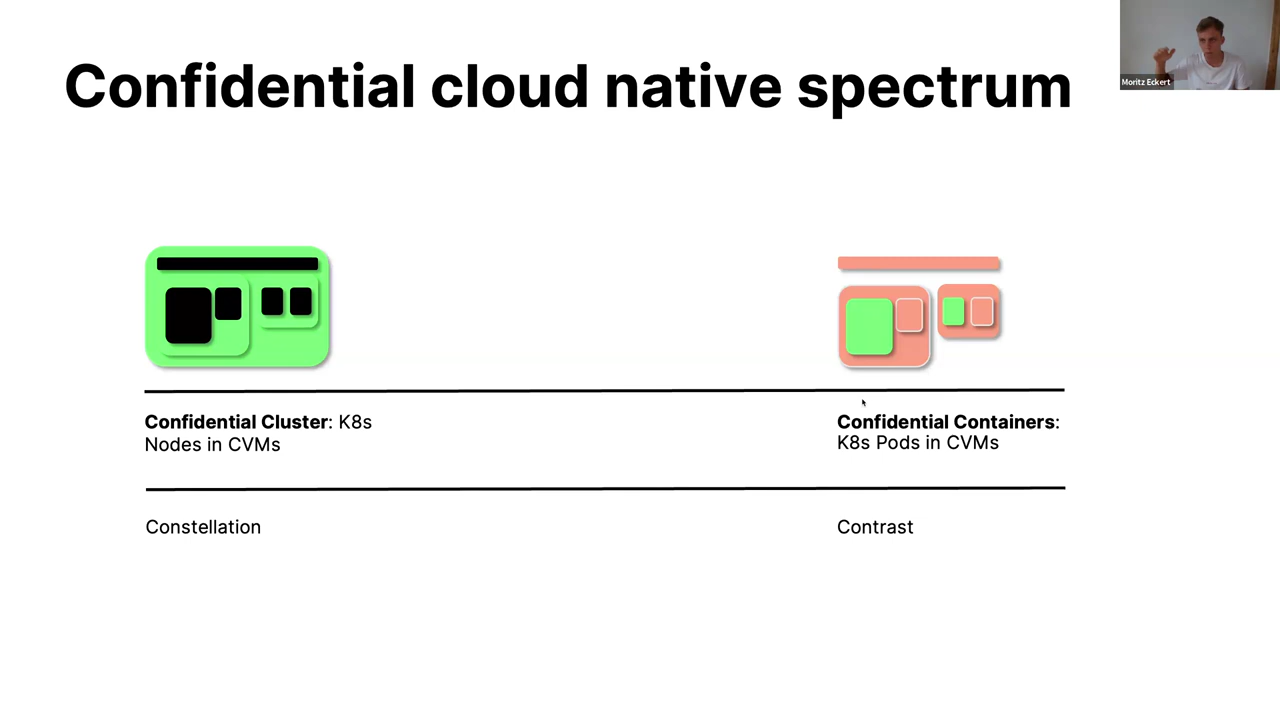 Confidential cloud native spectrum
Moritz Eckert
Confidential Cluster: K8s
Nodes in CVMs
Confidential Containers:
K8s Pods in CVMs
Constellation
Contrast